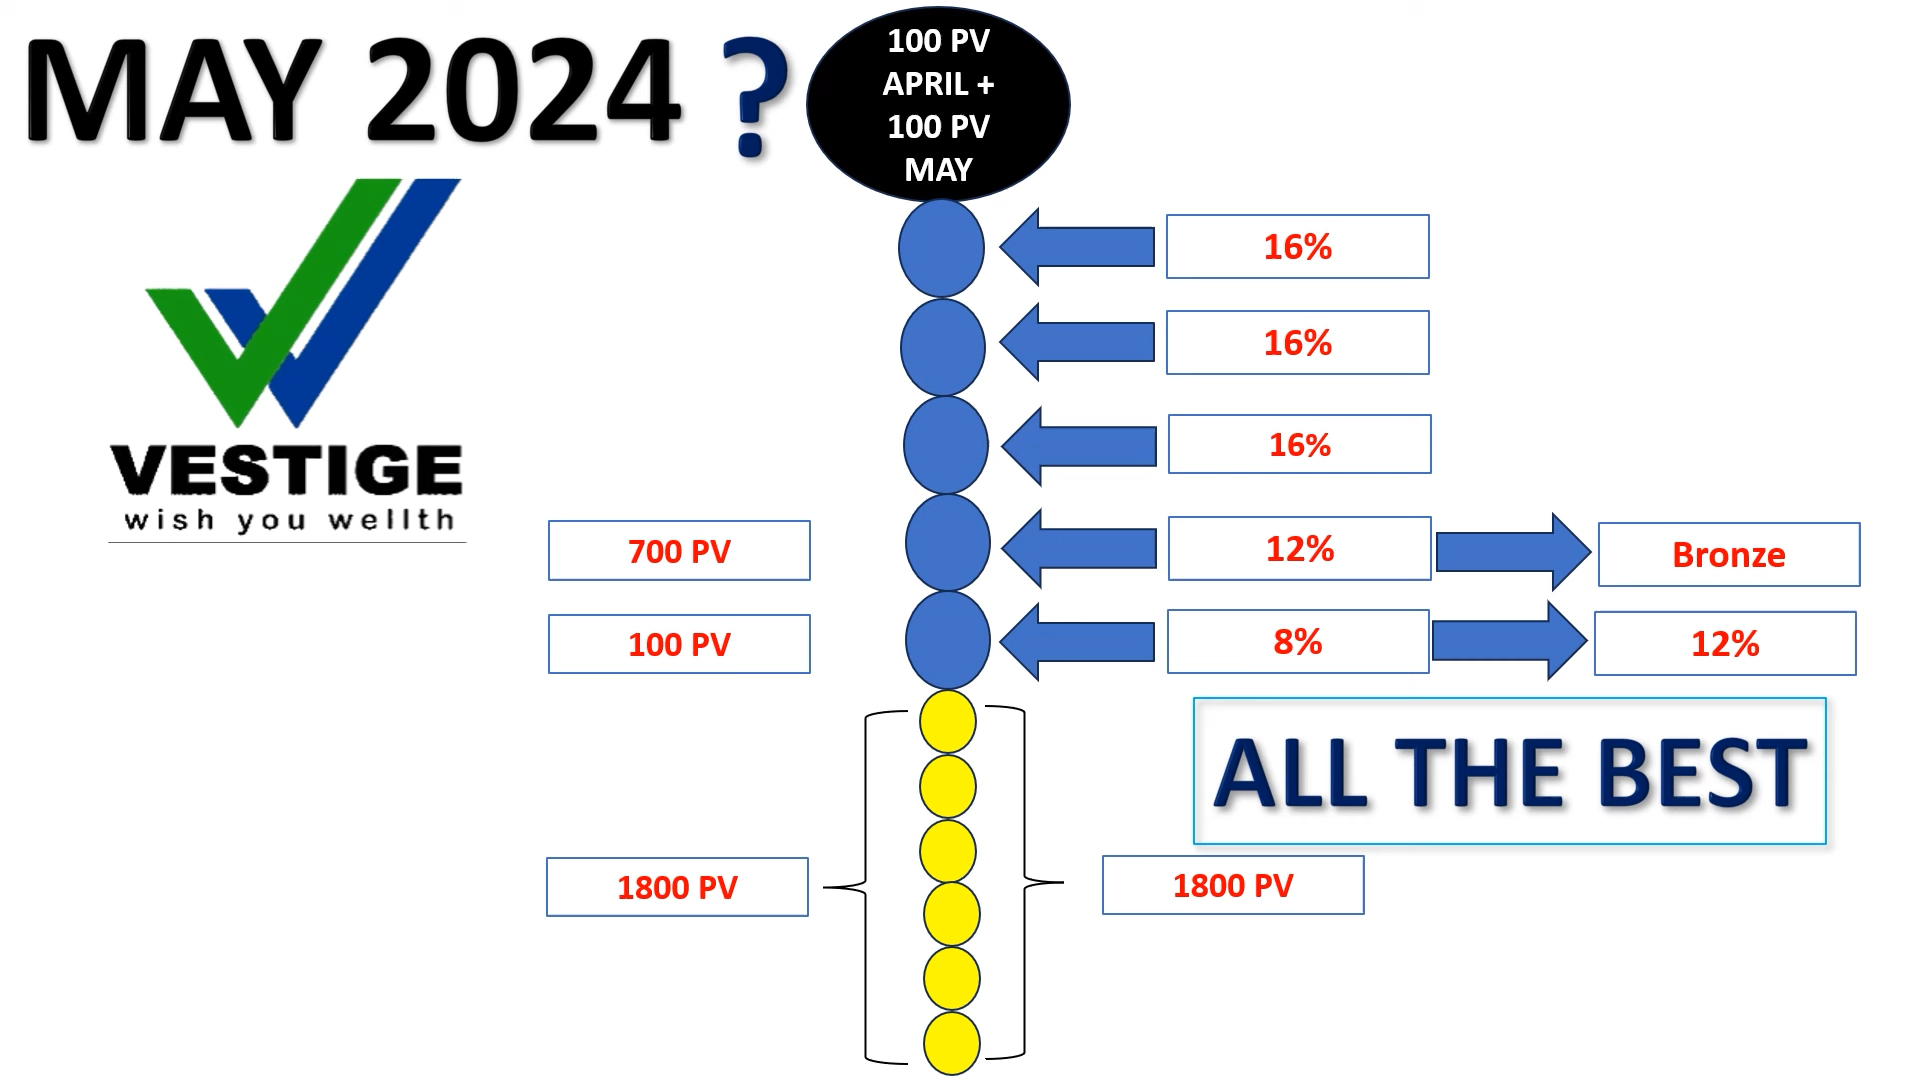 MAY 2024 ?
100 PV
APRIL +
100 PV
MAY
VESTIGE
wish you wellth
16%
16%
16%
700 PV
12%
Bronze
100 PV
8%
12%
ALL THE BEST
1800 PV
1800 PV